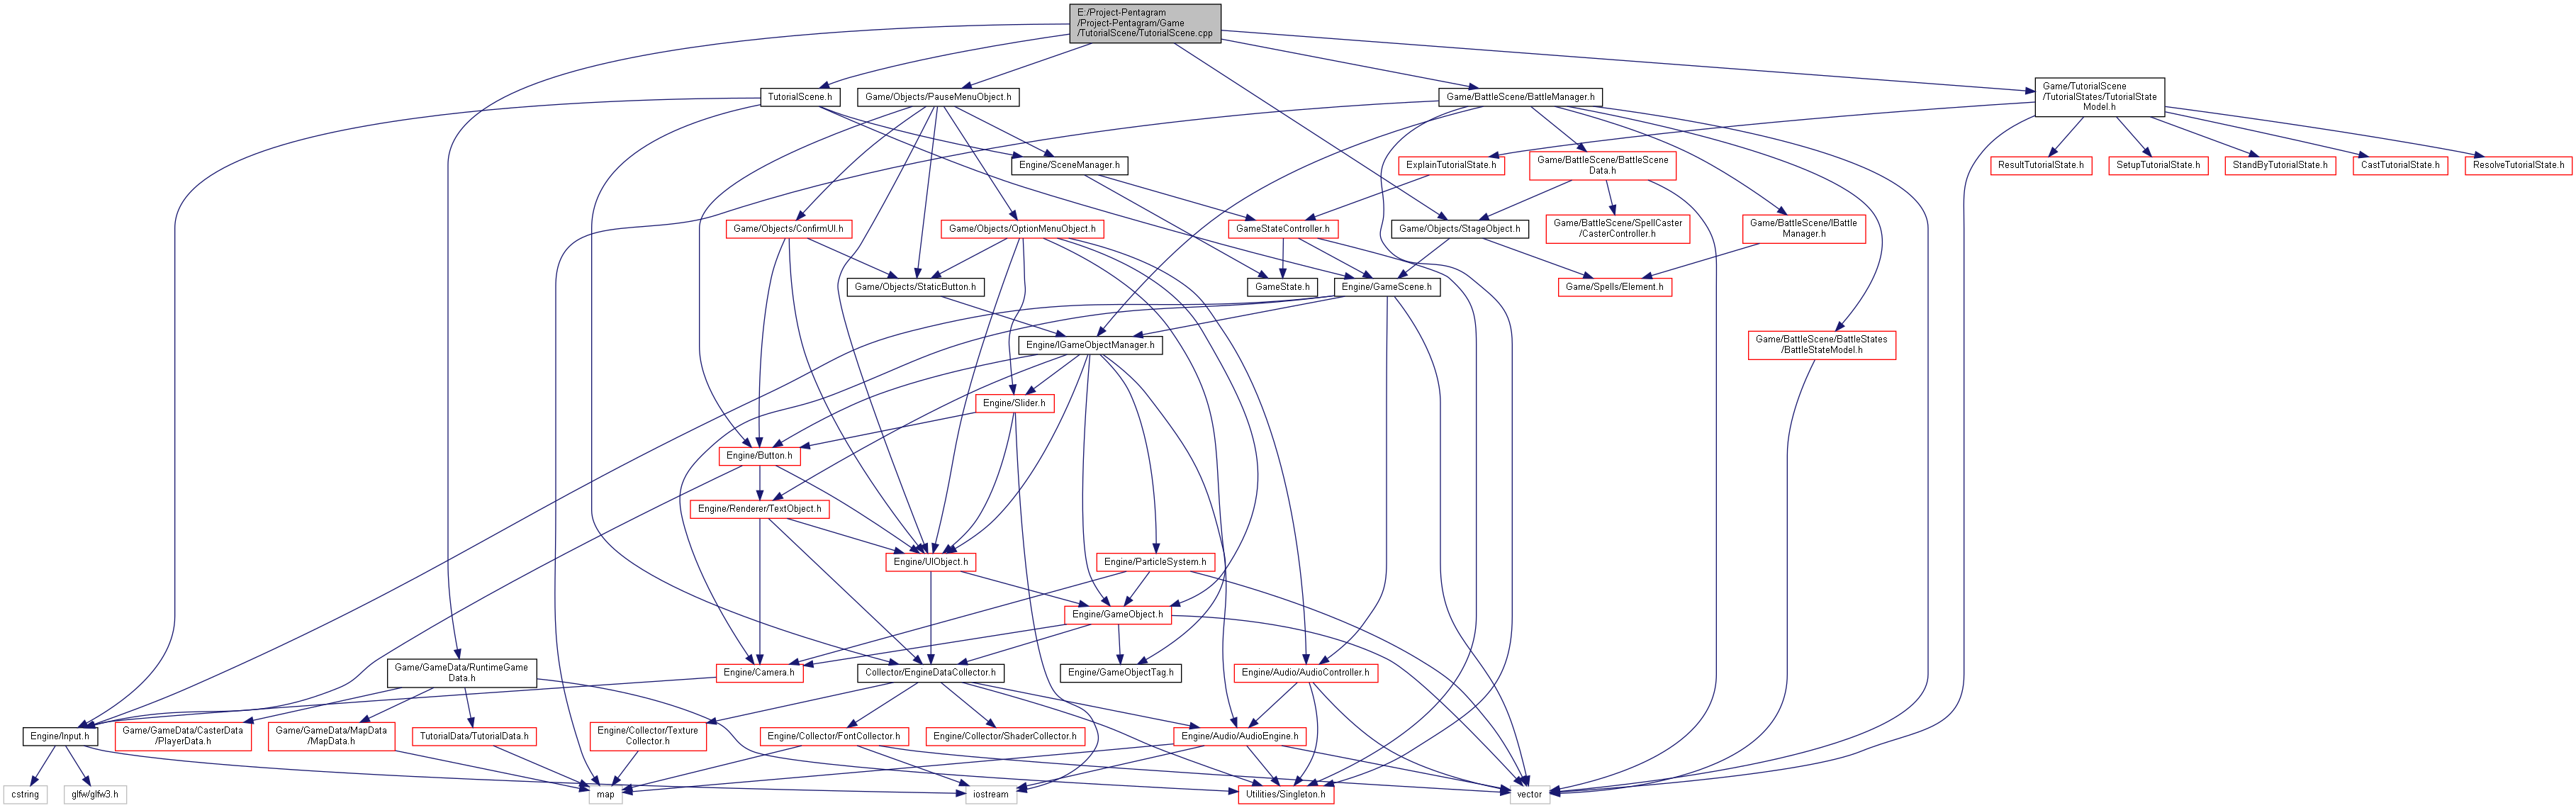 E:/Project-Pentagram
/Project-Pentagram/Game
/TutorialScene/TutorialScene.cpp
TutorialScene.h
Game/Objects/PauseMenuObject.h
Game/BattleScene/BattleManager.h
Game/TutorialScene
/TutorialStates/TutorialState
Model.h
Engine/SceneManager.h
ExplainTutorialState.h
Game/BattleScene/BattleScene
Data.h
ResultTutorialState.h
SetupTutorialState.h
StandByTutorialState.h
CastTutorialState.h
ResolveTutorialState.h
Game/Objects/ConfirmUI.h
Game/Objects/OptionMenuObject.h
GameStateController.h
Game/Objects/StageObject.h
Game/BattleScene/SpellCaster
/CasterController.h
Game/BattleScene/IBattle
Manager.h
Game/Objects/StaticButton.h
GameState.h
Engine/GameScene.h
Game/Spells/Element.h
Engine/IGameObjectManager.h
Game/BattleScene/BattleStates
/BattleStateModel.h
Engine/Slider.h
Engine/Button.h
Engine/Renderer/TextObject.h
Engine/UIObject.h
Engine/ParticleSystem.h
Engine/GameObject.h
Game/GameData/RuntimeGame
Data.h
Engine/Camera.h
Collector/EngineDataCollector.h
Engine/GameObjectTag.h
Engine/Audio/AudioController.h
Engine/Input.h
Game/GameData/CasterData
/PlayerData.h
Game/GameData/MapData
/MapData.h
TutorialData/TutorialData.h
Engine/Collector/Texture
Collector.h
Engine/Collector/FontCollector.h
Engine/Collector/ShaderCollector.h
Engine/Audio/AudioEngine.h
cstring
glfw/glfw3.h
map
iostream
Utilities/Singleton.h
vector